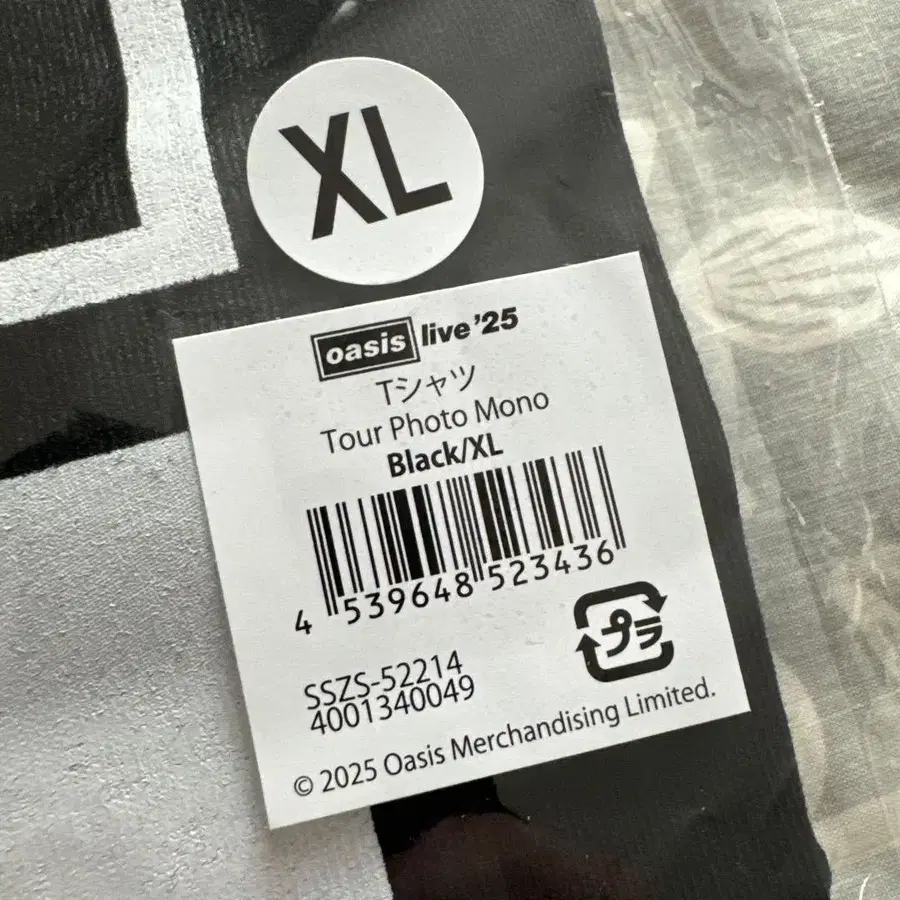 XL
oasis live '25
Tシャツ
Tour Photo Mono
Black/XL
4 539648 523436
プラ
SSZS-52214
4001340049
© 2025 Oasis Merchandising Limited.